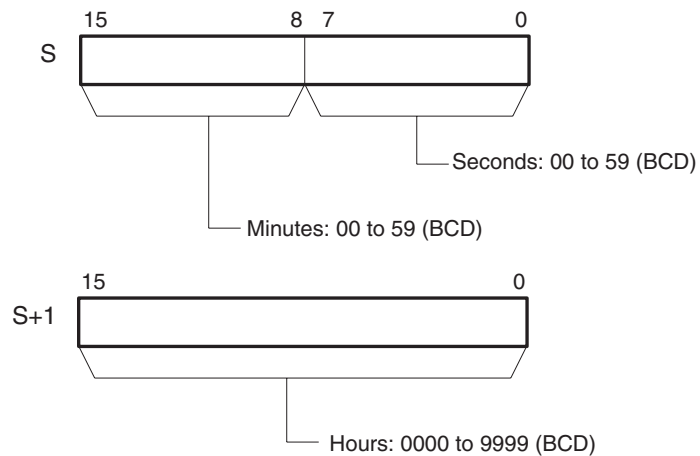 15 8 7 0
S
Seconds: 00 to 59 (BCD)
Minutes: 00 to 59 (BCD)
15 0
S+1
Hours: 0000 to 9999 (BCD)